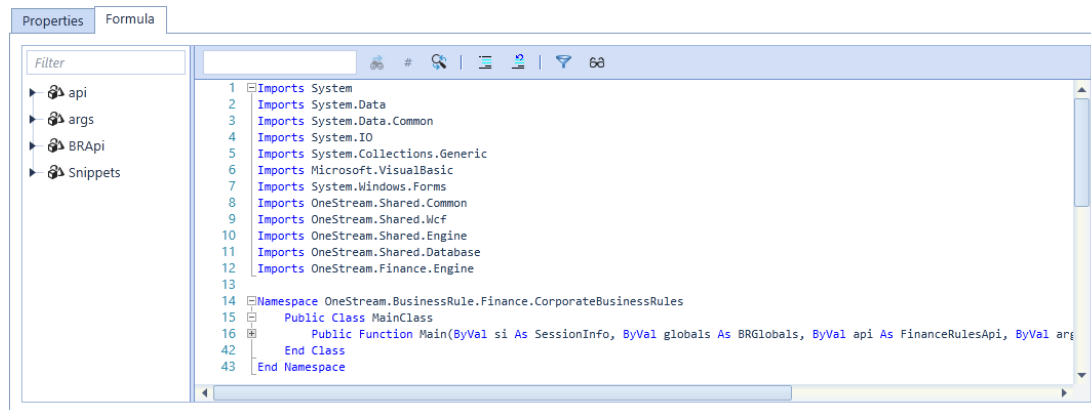 Properties
Formula
Filter
api
args
BRApi
Snippets
#
1 Imports System
2 Imports System.Data
3 Imports System.Data.Common
4 Imports System.IO
5 Imports System.Collections.Generic
6 Imports Microsoft.VisualBasic
7 Imports System.Windows.Forms
8 Imports OneStream.Shared.Common
9 Imports OneStream.Shared.Wcf
10 Imports OneStream.Shared.Engine
11 Imports OneStream.Shared.Database
12 Imports OneStream.Finance.Engine
13
14 Namespace OneStream.BusinessRule.Finance.CorporateBusinessRules
15 Public Class MainClass
16 Public Function Main(ByVal si As SessionInfo, ByVal globals As BRGlobals, ByVal api As FinanceRulesApi, ByVal arg
42 End Class
43 End Namespace